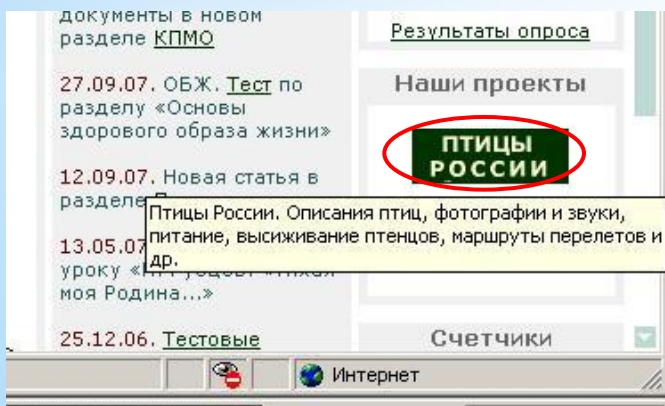 документы в новом
разделе КПМО
27.09.07. ОБЖ. Тест по
разделу «Основы
здорового образа жизни»
12.09.07. Новая статья в
разделе
13.05.07
уроку
моя Родина...»
25.12.06. Тестовые
Результаты опроса
Наши проекты
ПТИЦЫ
РОССИИ
Птицы России. Описания птиц, фотографии и звуки,
питание, высиживание птенцов, маршруты перелетов и
др.
Счетчики
Интернет